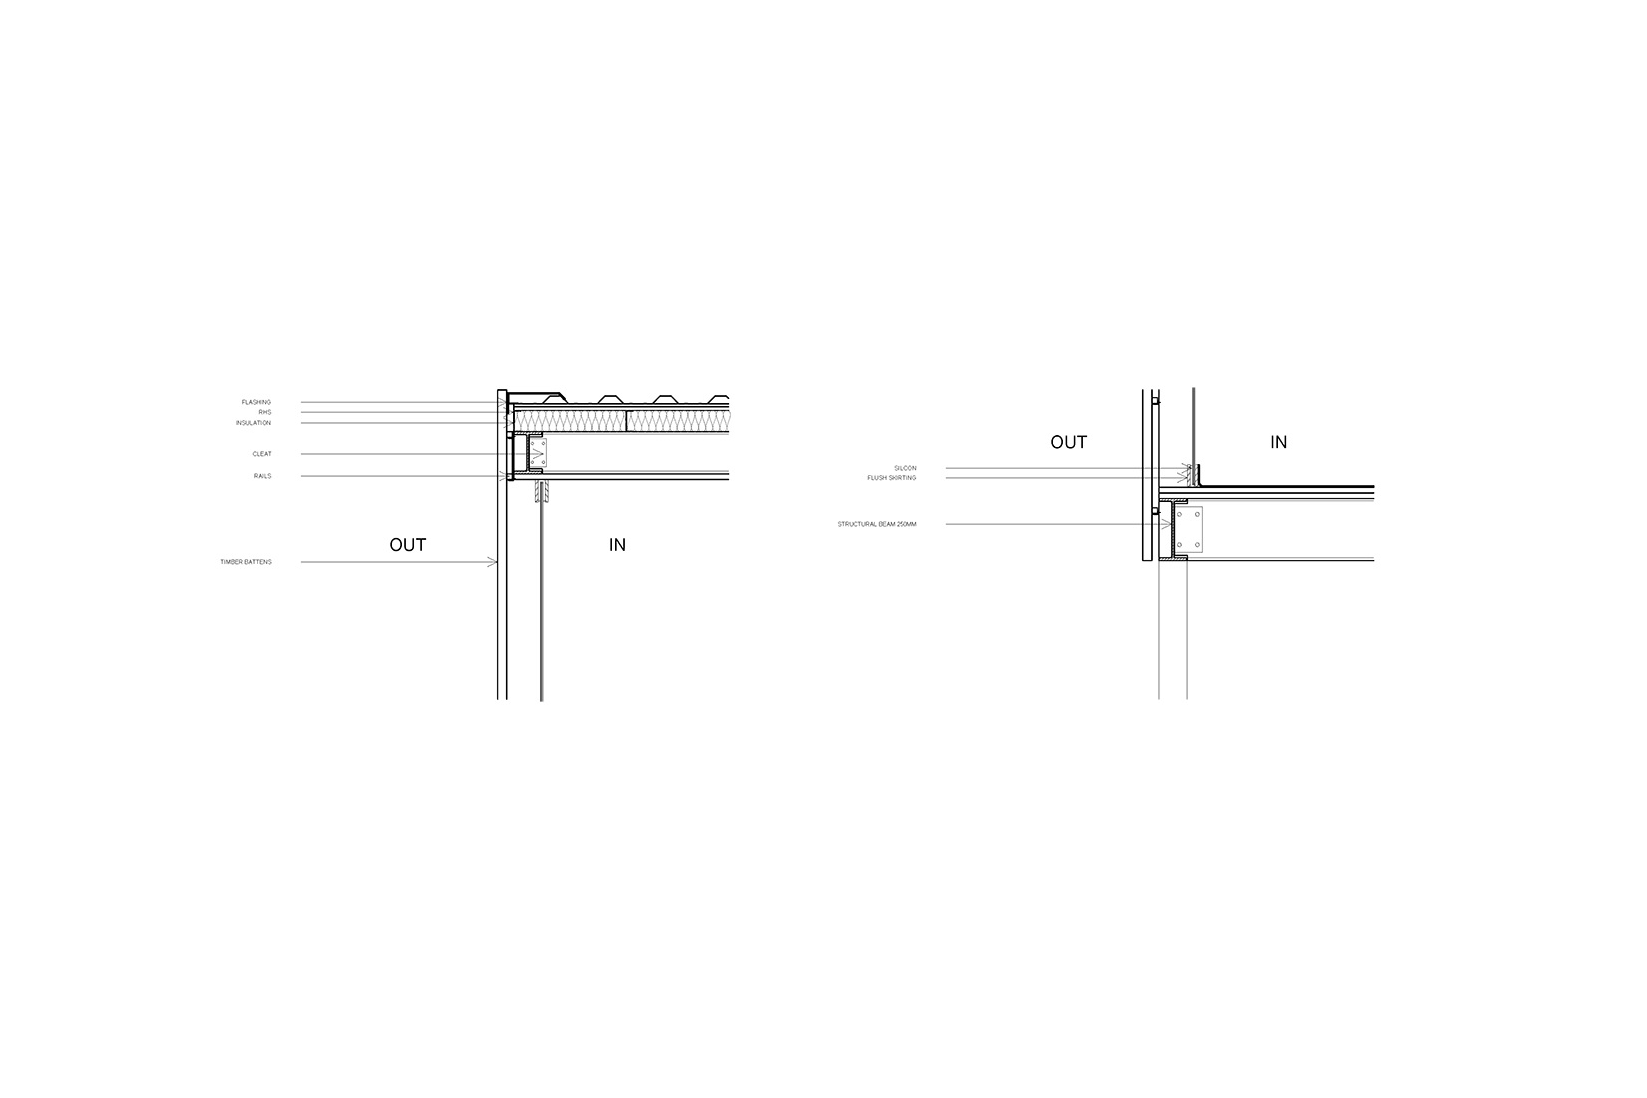 FLASHING
RHS
INSULATION
CLEAT
RAILS
OUT
IN
TIMBER BATTENS
OUT
IN
SILCON
FLUSH SKIRTING
STRUCTURAL BEAM 250MM